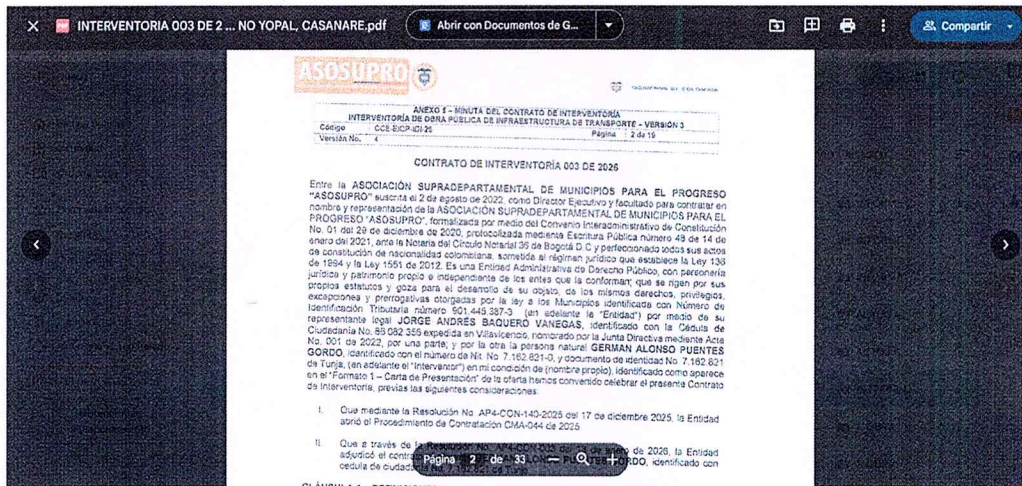 INTERVENTORIA 003 DE 2 ... NO YOPAL, CASANARE.pdf
Abrir con Documentos de G...
Compartir
ASOSUPRO
ANEXO 5 – MINUTA DEL CONTRATO DE INTERVENTORÍA
INTERVENTORÍA DE OBRA PÚBLICA DE INFRAESTRUCTURA DE TRANSPORTE – VERSIÓN 3
Código CCE-EICP-IDI-26 Página 2 de 19
Versión No. 4
CONTRATO DE INTERVENTORÍA 003 DE 2026
Entre la ASOCIACIÓN SUPRADEPARTAMENTAL DE MUNICIPIOS PARA EL PROGRESO
“ASOSUPRO” suscrita el 2 de agosto de 2022, como Director Ejecutivo y facultado para contratar en
nombre y representación de la ASOCIACIÓN SUPRADEPARTAMENTAL DE MUNICIPIOS PARA EL
PROGRESO “ASOSUPRO”, formalizada por medio del Convenio Interadministrativo de Constitución
No. 01 del 29 de diciembre de 2020, protocolizada mediante Escritura Pública número 48 de 14 de
enero del 2021, ante la Notaria del Círculo Notarial 36 de Bogotá D.C y perfeccionado todos sus actos
de constitución de nacionalidad colombiana, sometida al régimen jurídico que establece la Ley 136
de 1994 y la Ley 1551 de 2012. Es una Entidad Administrativa de Derecho Público, con personería
jurídica y patrimonio propio e independiente de los entes que la conforman; que se rigen por sus
propios estatutos y goza para el desarrollo de su objeto, de los mismos derechos, privilegios,
excepciones y prerrogativas otorgadas por la ley a los Municipios identificada con Número de
Identificación Tributaria número 901.445.387-3 (en adelante la “Entidad”) por medio de su
representante legal JORGE ANDRÉS BAQUERO VANEGAS, identificado con la Cédula de
Ciudadanía No. 86.082.356 expedida en Villavicencio, nombrado por la Junta Directiva mediante Acta
No. 001 de 2022, por una parte; y por la otra la persona natural GERMAN ALONSO PUENTES
GORDO, identificado con el número de Nit. No. 7.162.821-0, y documento de identidad No. 7.162.821
de Tunja, (en adelante el “Interventor”) en mi condición de (nombre propio), identificado como aparece
en el “Formato 1 – Carta de Presentación” de la oferta hemos convenido celebrar el presente Contrato
de Interventoría, previas las siguientes consideraciones:
I. Que mediante la Resolución No. AP4-CON-140-2025 del 17 de diciembre 2025, la Entidad
abrió el Procedimiento de Contratación CMA-044 de 2025
II. Que a través de la Resolución No. de enero de 2026, la Entidad
adjudicó el contrato GORDO, identificado con
cedula de ciudadanía
Página 2 de 33